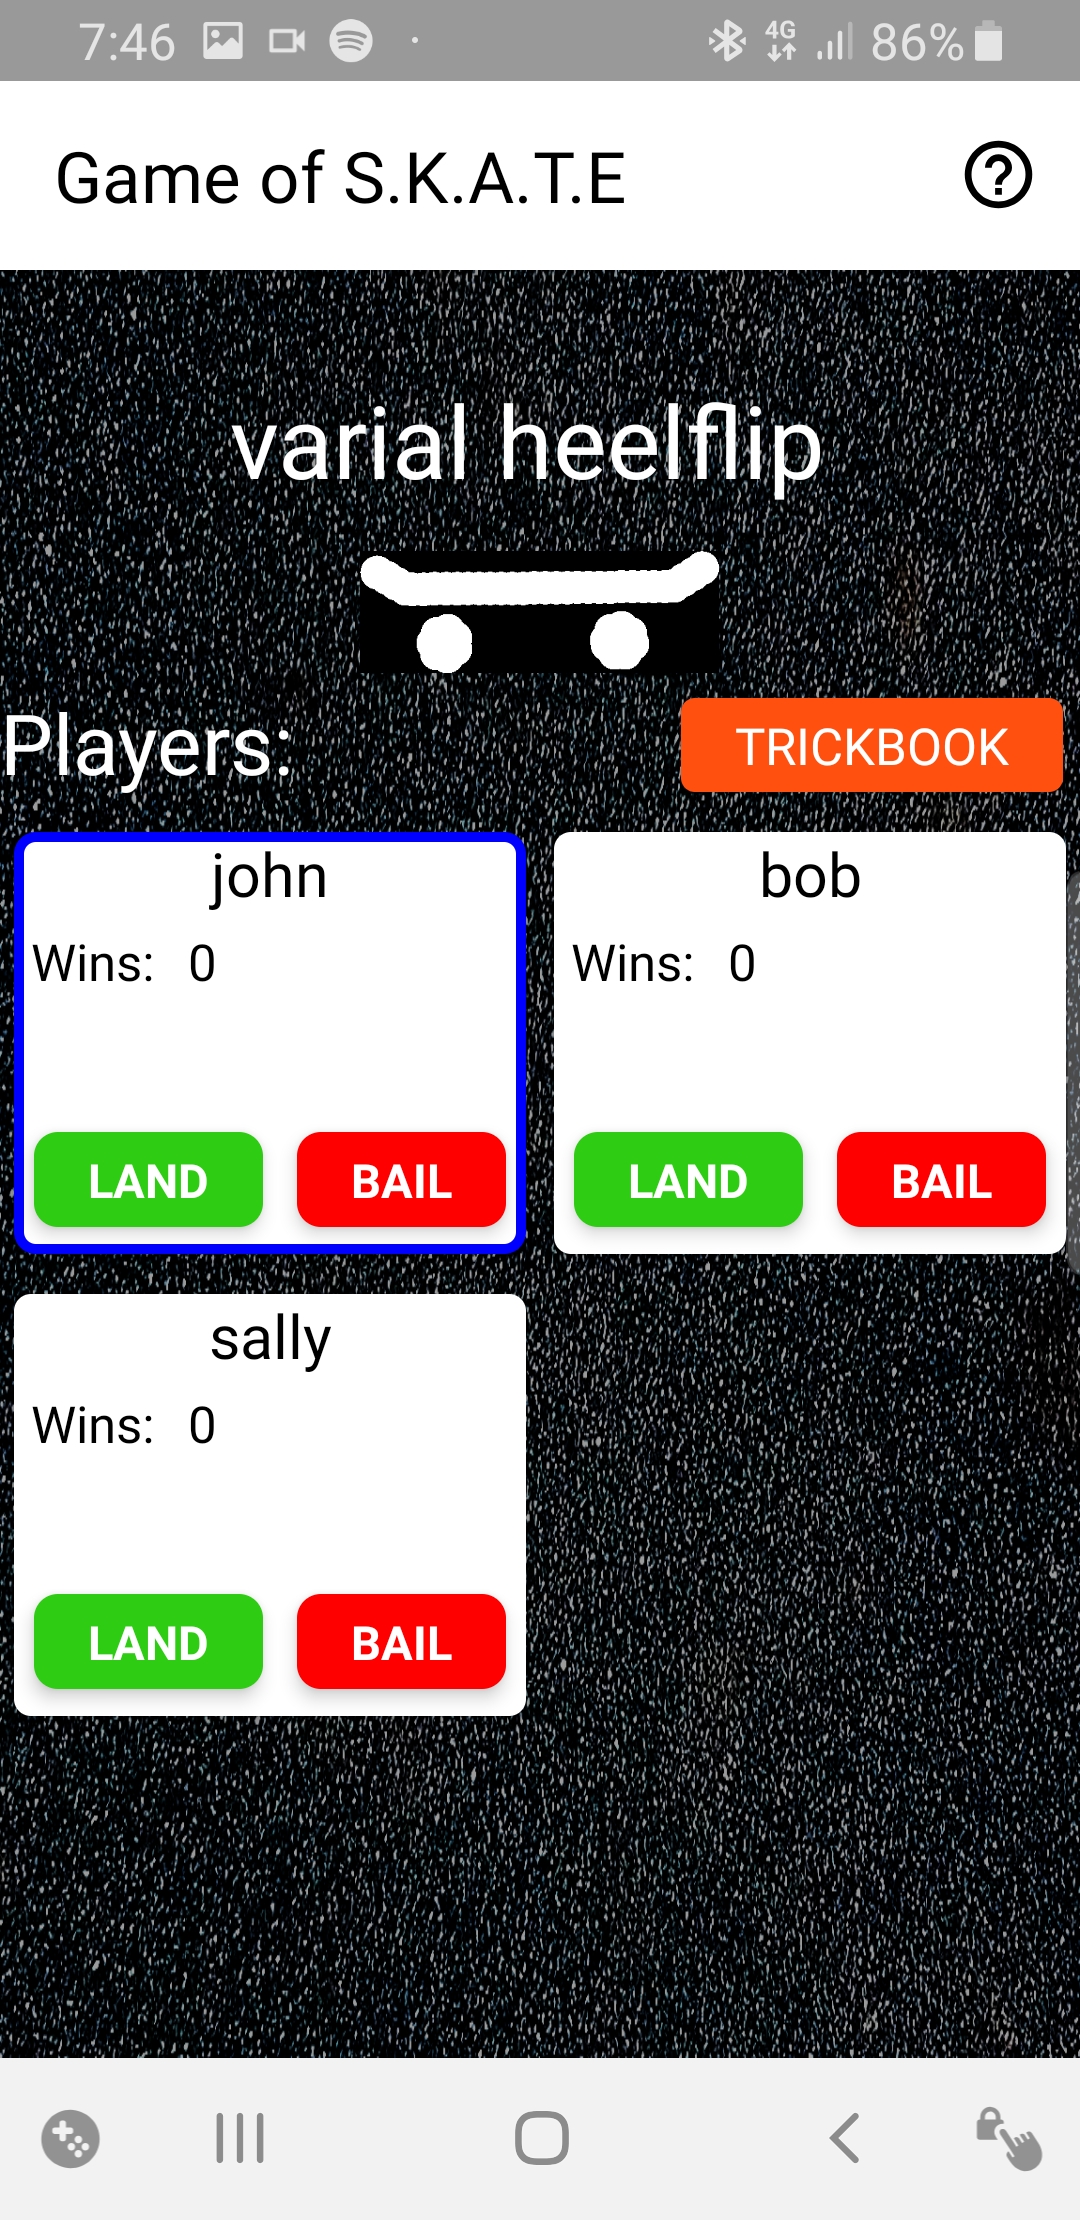 7:46 4G 86%
Game of S.K.A.T.E
varial heelflip
Players: TRICKBOOK
john bob
Wins: 0 Wins: 0
LAND BAIL LAND BAIL
sally
Wins: 0
LAND BAIL